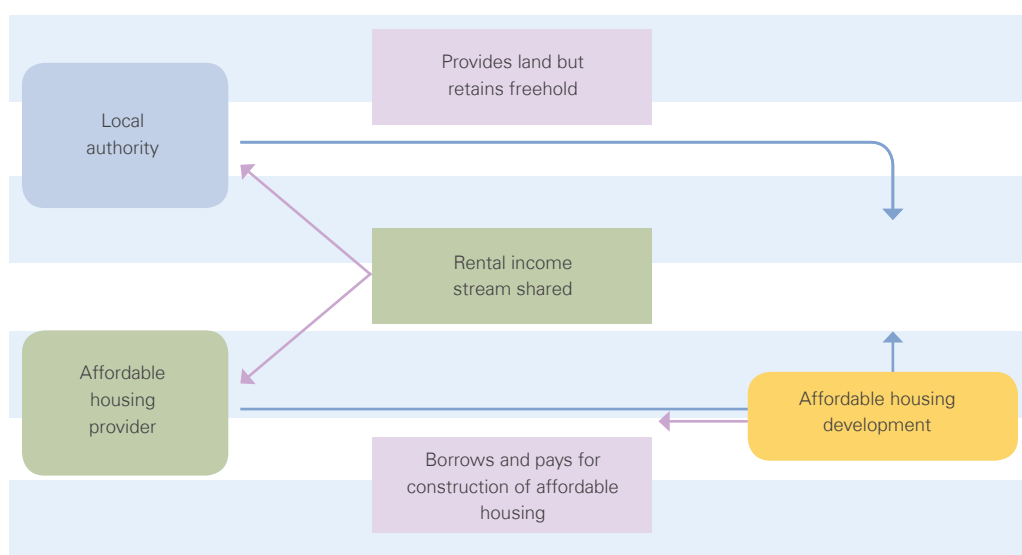 Provides land but
retains freehold
Local
authority
Rental income
stream shared
Affordable
housing
provider
Affordable housing
development
Borrows and pays for
construction of affordable
housing